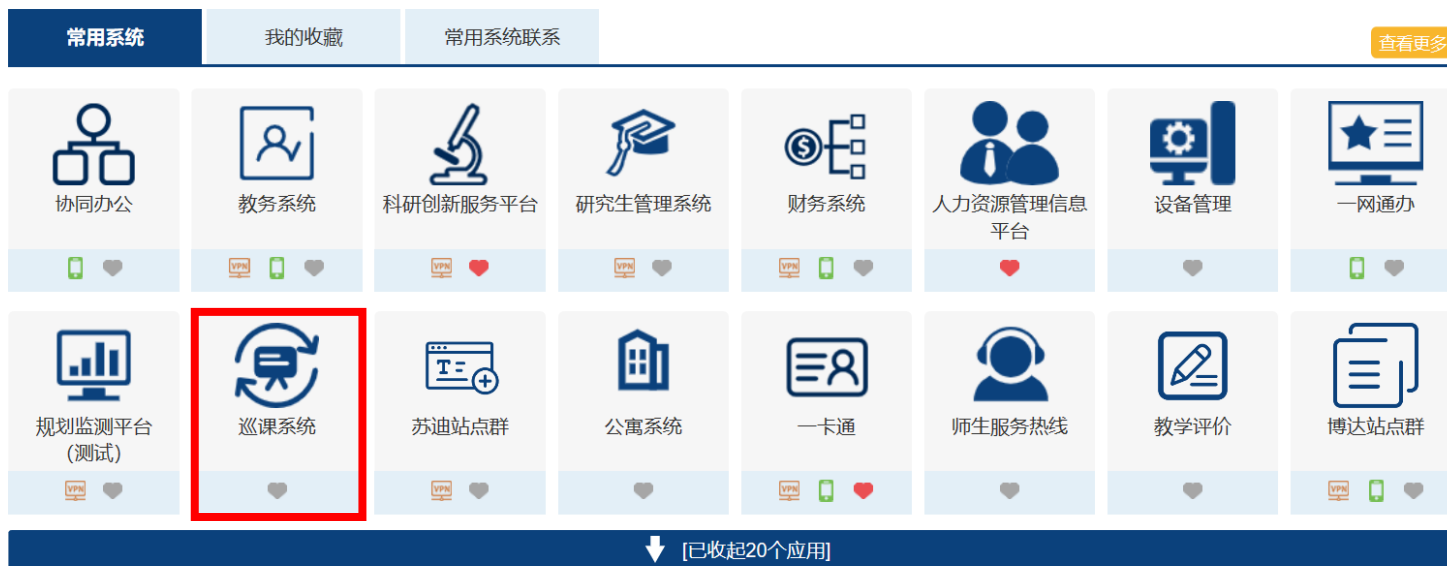 常用系统
我的收藏
常用系统联系
查看更多
协同办公
教务系统
科研创新服务平台
研究生管理系统
财务系统
人力资源管理信息
平台
设备管理
一网通办
VPN
VPN
VPN
VPN
规划监测平台
(测试)
巡课系统
T
苏迪站点群
公寓系统
一卡通
师生服务热线
教学评价
博达站点群
VPN
VPN
VPN
VPN
[已收起20个应用]